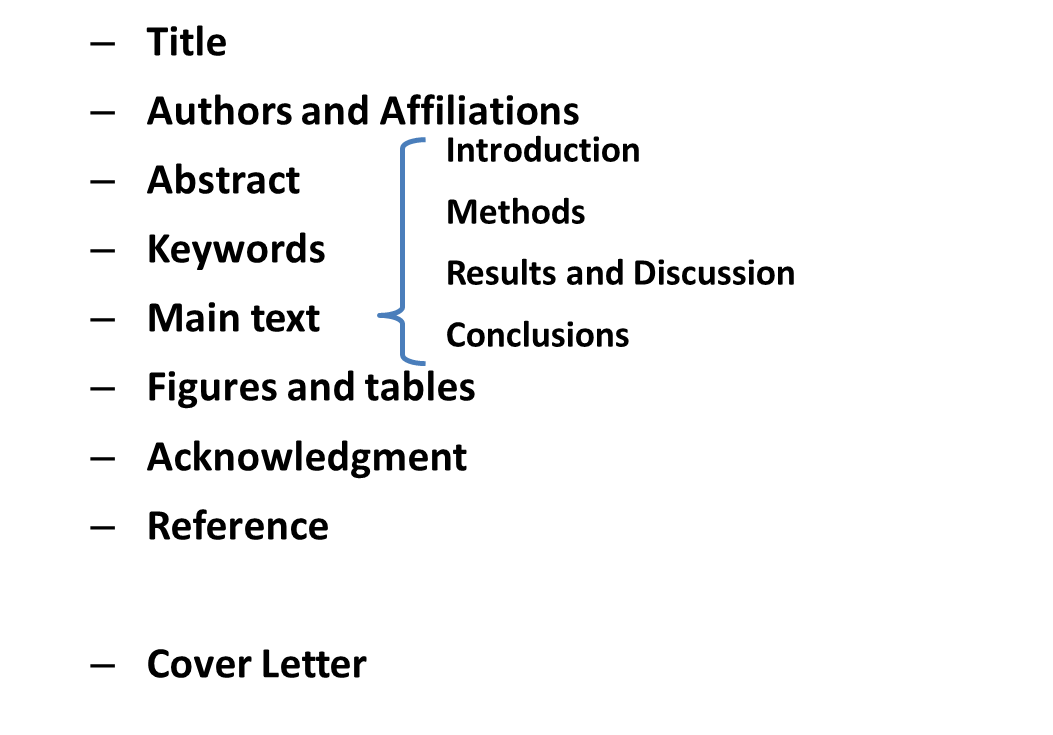 – Title
– Authors and Affiliations
– Abstract
– Keywords
– Main text
Introduction
Methods
Results and Discussion
Conclusions
– Figures and tables
– Acknowledgment
– Reference
– Cover Letter